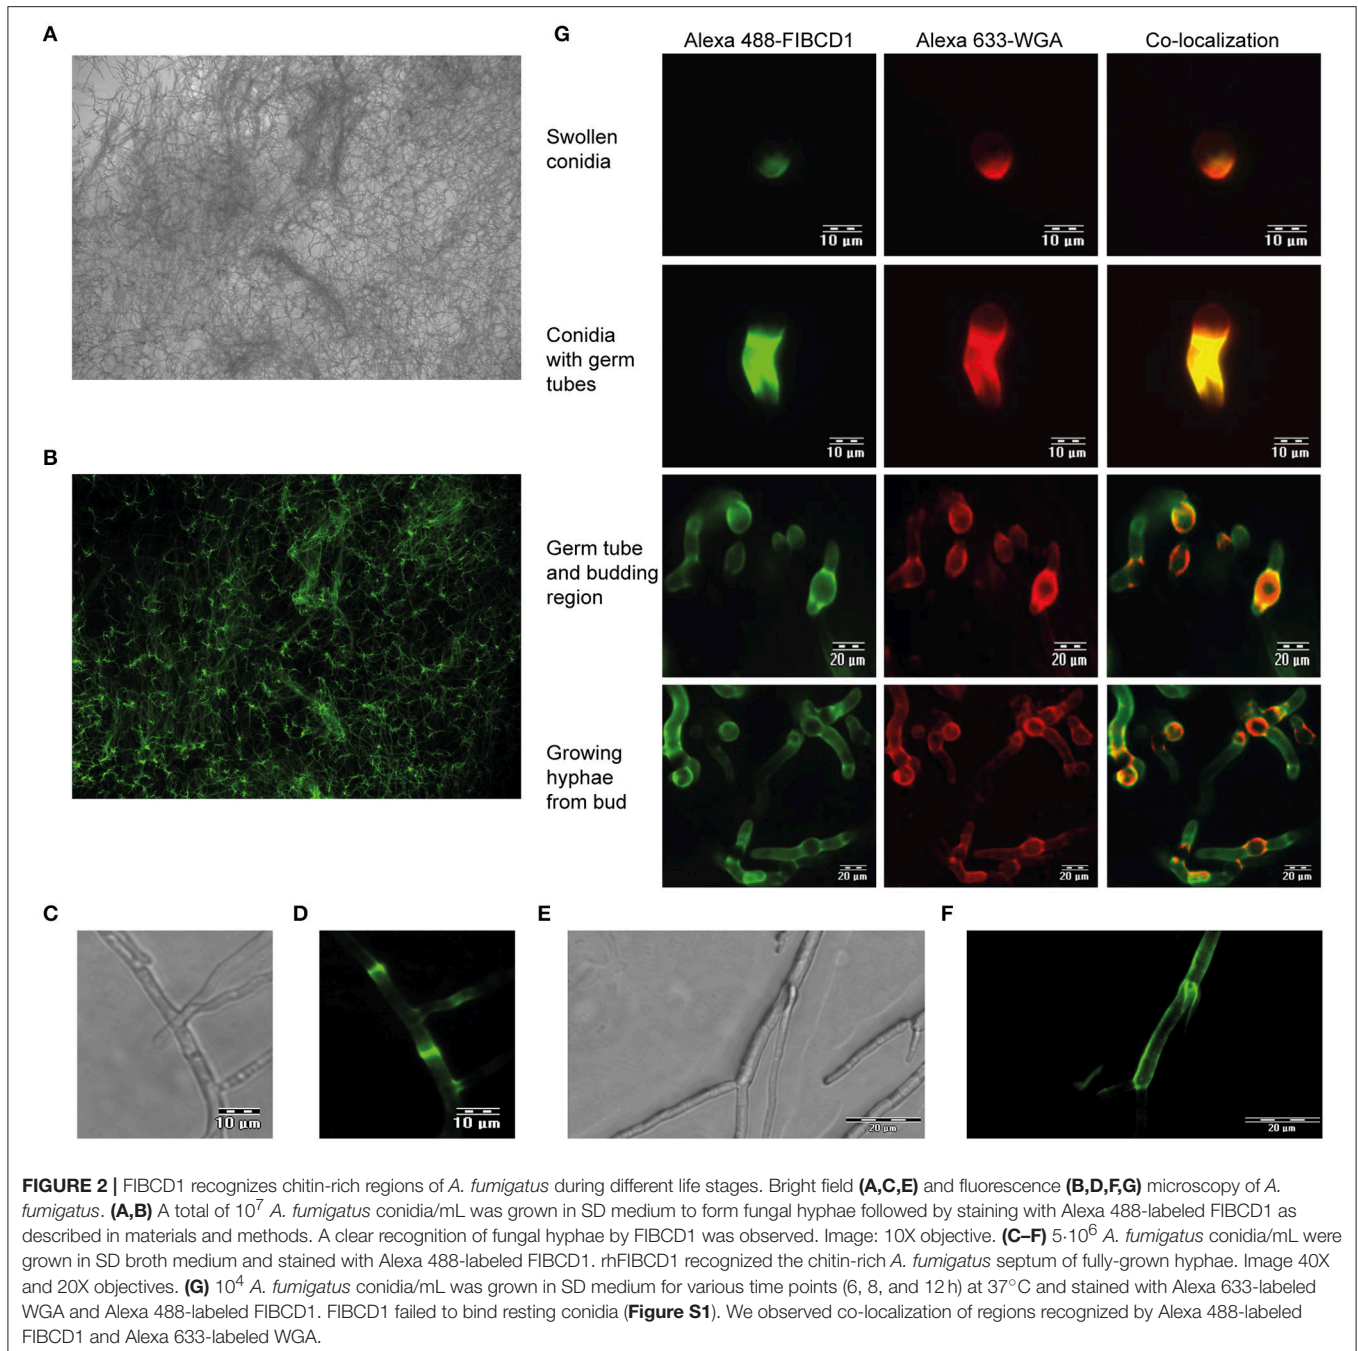 A
G
Alexa 488-FIBCD1
Alexa 633-WGA
Co-localization
Swollen
conidia
10 µm
10 µm
10 µm
Conidia
with germ
tubes
10 µm
10 µm
10 µm
B
Germ tube
and budding
region
20 µm
20 µm
20 µm
Growing
hyphae
from bud
20 µm
20 µm
20 µm
C
D
E
F
10 µm
10 µm
20 µm
20 µm
FIGURE 2 | FIBCD1 recognizes chitin-rich regions of A. fumigatus during different life stages. Bright field (A,C,E) and fluorescence (B,D,F,G) microscopy of A.
fumigatus. (A,B) A total of 10⁷ A. fumigatus conidia/mL was grown in SD medium to form fungal hyphae followed by staining with Alexa 488-labeled FIBCD1 as
described in materials and methods. A clear recognition of fungal hyphae by FIBCD1 was observed. Image: 10X objective. (C–F) 5·10⁶ A. fumigatus conidia/mL were
grown in SD broth medium and stained with Alexa 488-labeled FIBCD1. rhFIBCD1 recognized the chitin-rich A. fumigatus septum of fully-grown hyphae. Image 40X
and 20X objectives. (G) 10⁴ A. fumigatus conidia/mL was grown in SD medium for various time points (6, 8, and 12 h) at 37°C and stained with Alexa 633-labeled
WGA and Alexa 488-labeled FIBCD1. FIBCD1 failed to bind resting conidia (Figure S1). We observed co-localization of regions recognized by Alexa 488-labeled
FIBCD1 and Alexa 633-labeled WGA.